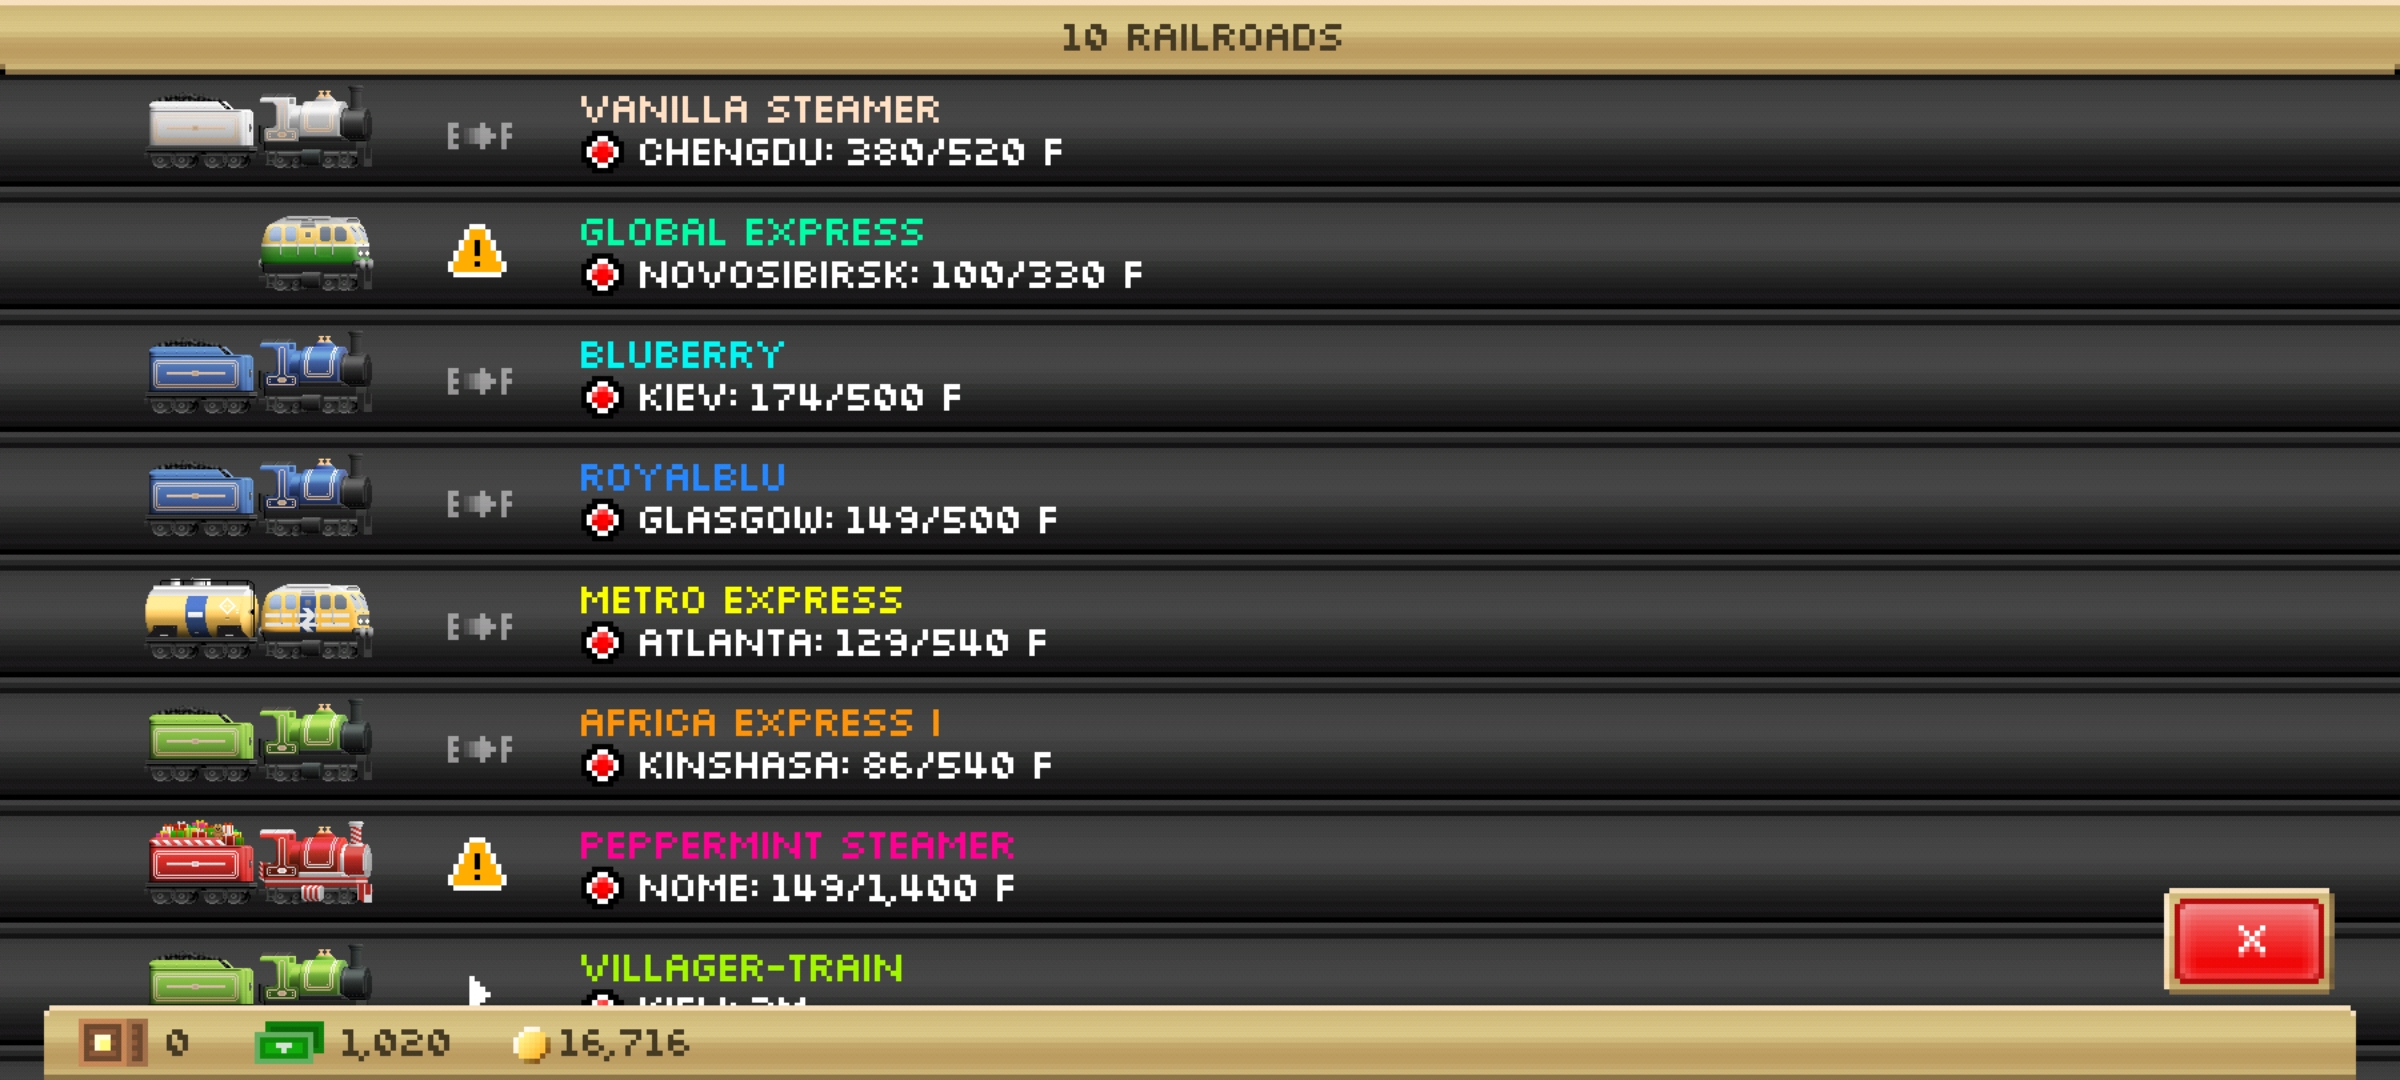 10 RAILROADS
VANILLA STEAMER
E F
CHENGDU: 380/520 F
GLOBAL EXPRESS
!
NOVOSIBIRSK: 100/330 F
BLUBERRY
E F
KIEV: 174/500 F
ROYALBLU
E F
GLASGOW: 149/500 F
METRO EXPRESS
E F
ATLANTA: 129/540 F
AFRICA EXPRESS I
E F
KINSHASA: 86/540 F
PEPPERMINT STEAMER
!
NOME: 149/1,400 F
VILLAGER-TRAIN
X
0 1,020 16,716